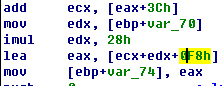 add ecx, [eax+3Ch]
mov edx, [ebp+var_70]
imul edx, 28h
lea eax, [ecx+edx+0F8h]
mov [ebp+var_74], eax